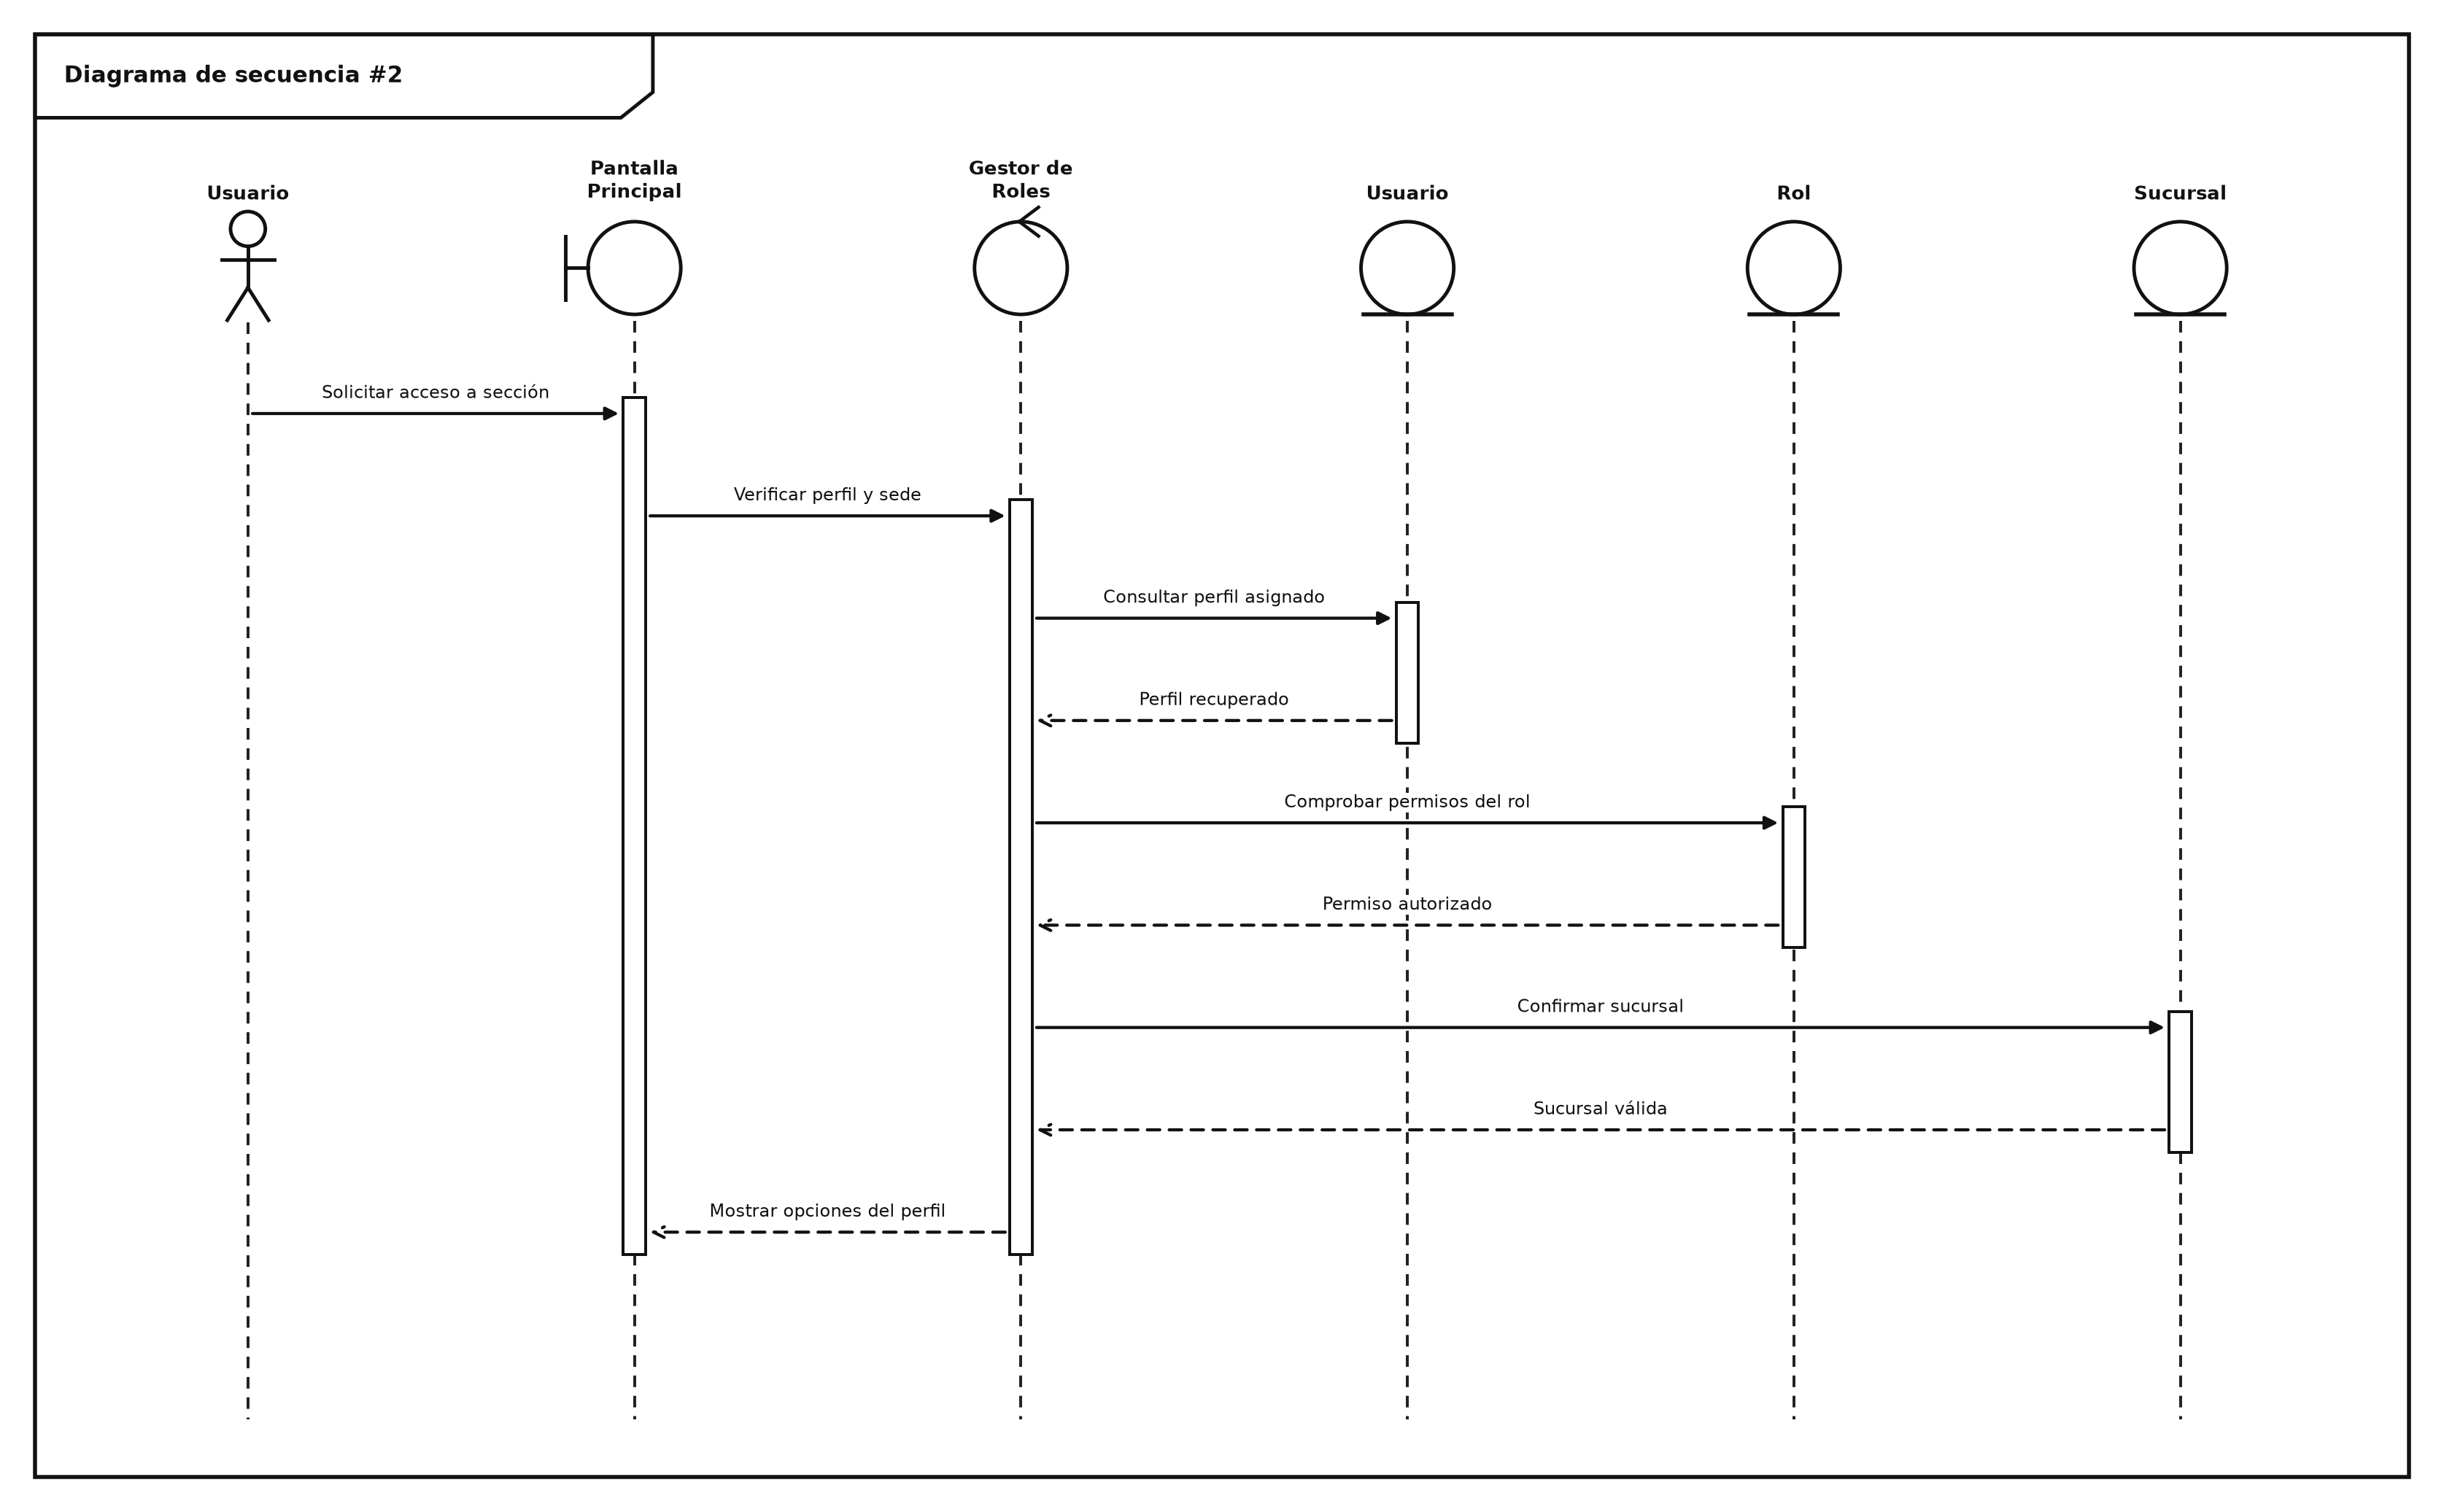 Diagrama de secuencia #2
Usuario
Pantalla
Principal
Gestor de
Roles
Usuario
Rol
Sucursal
Solicitar acceso a sección
Verificar perfil y sede
Consultar perfil asignado
Perfil recuperado
Comprobar permisos del rol
Permiso autorizado
Confirmar sucursal
Sucursal válida
Mostrar opciones del perfil